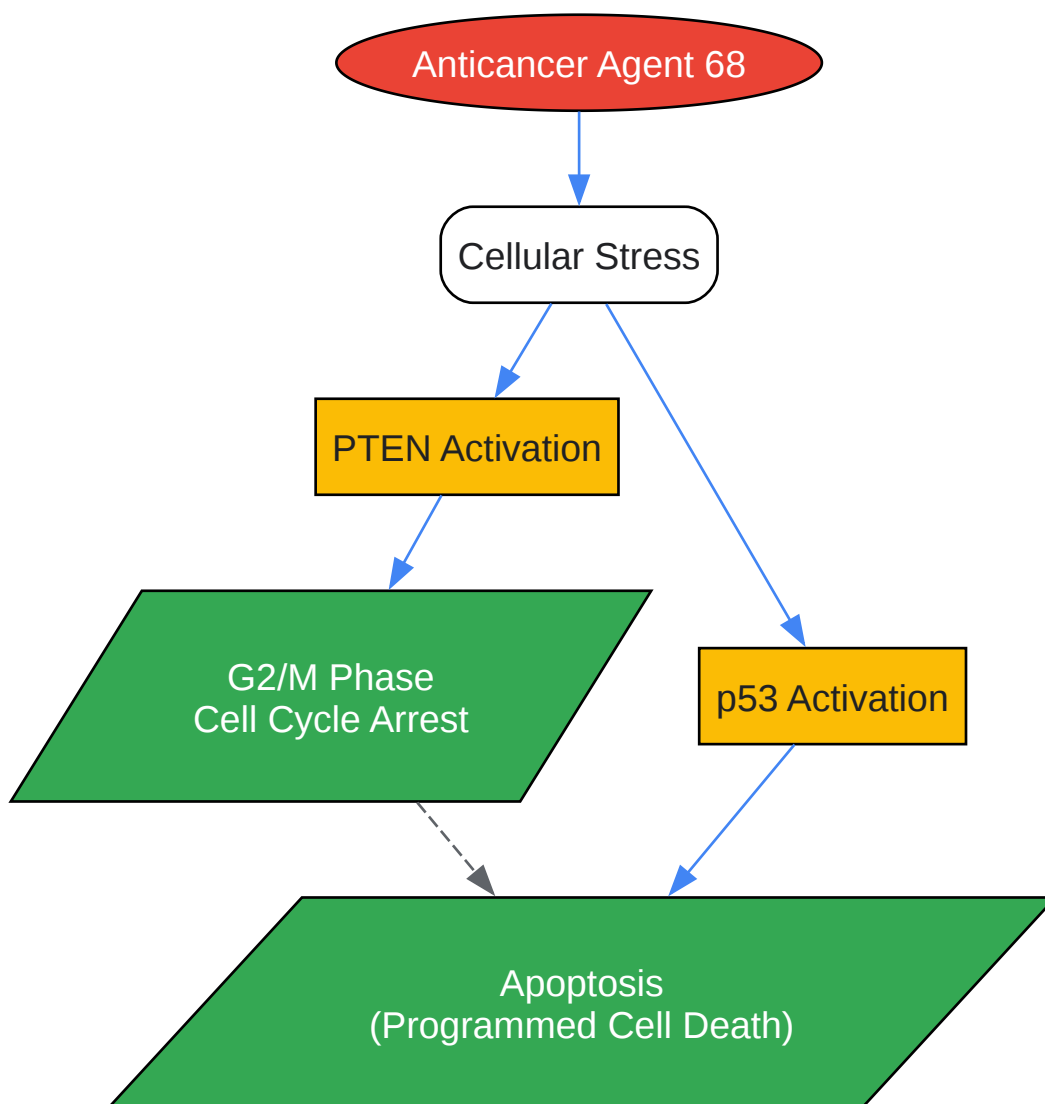 Anticancer Agent 68
Cellular Stress
PTEN Activation
G2/M Phase
Cell Cycle Arrest
p53 Activation
Apoptosis
(Programmed Cell Death)